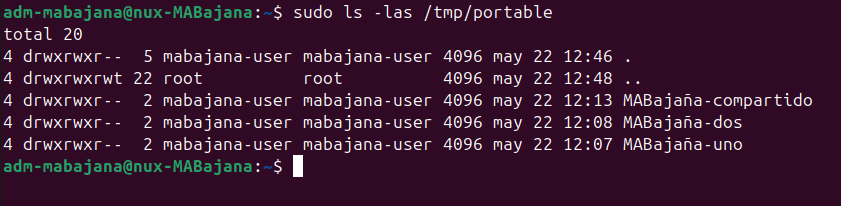 adm-mabajana@nux-MABajana:~$ sudo ls -las /tmp/portable
total 20
4 drwxrwxr--  5 mabajana-user mabajana-user 4096 may 22 12:46 .
4 drwxrwxrwt 22 root          root          4096 may 22 12:48 ..
4 drwxrwxr--  2 mabajana-user mabajana-user 4096 may 22 12:13 MABajaña-compartido
4 drwxrwxr--  2 mabajana-user mabajana-user 4096 may 22 12:08 MABajaña-dos
4 drwxrwxr--  2 mabajana-user mabajana-user 4096 may 22 12:07 MABajaña-uno
adm-mabajana@nux-MABajana:~$